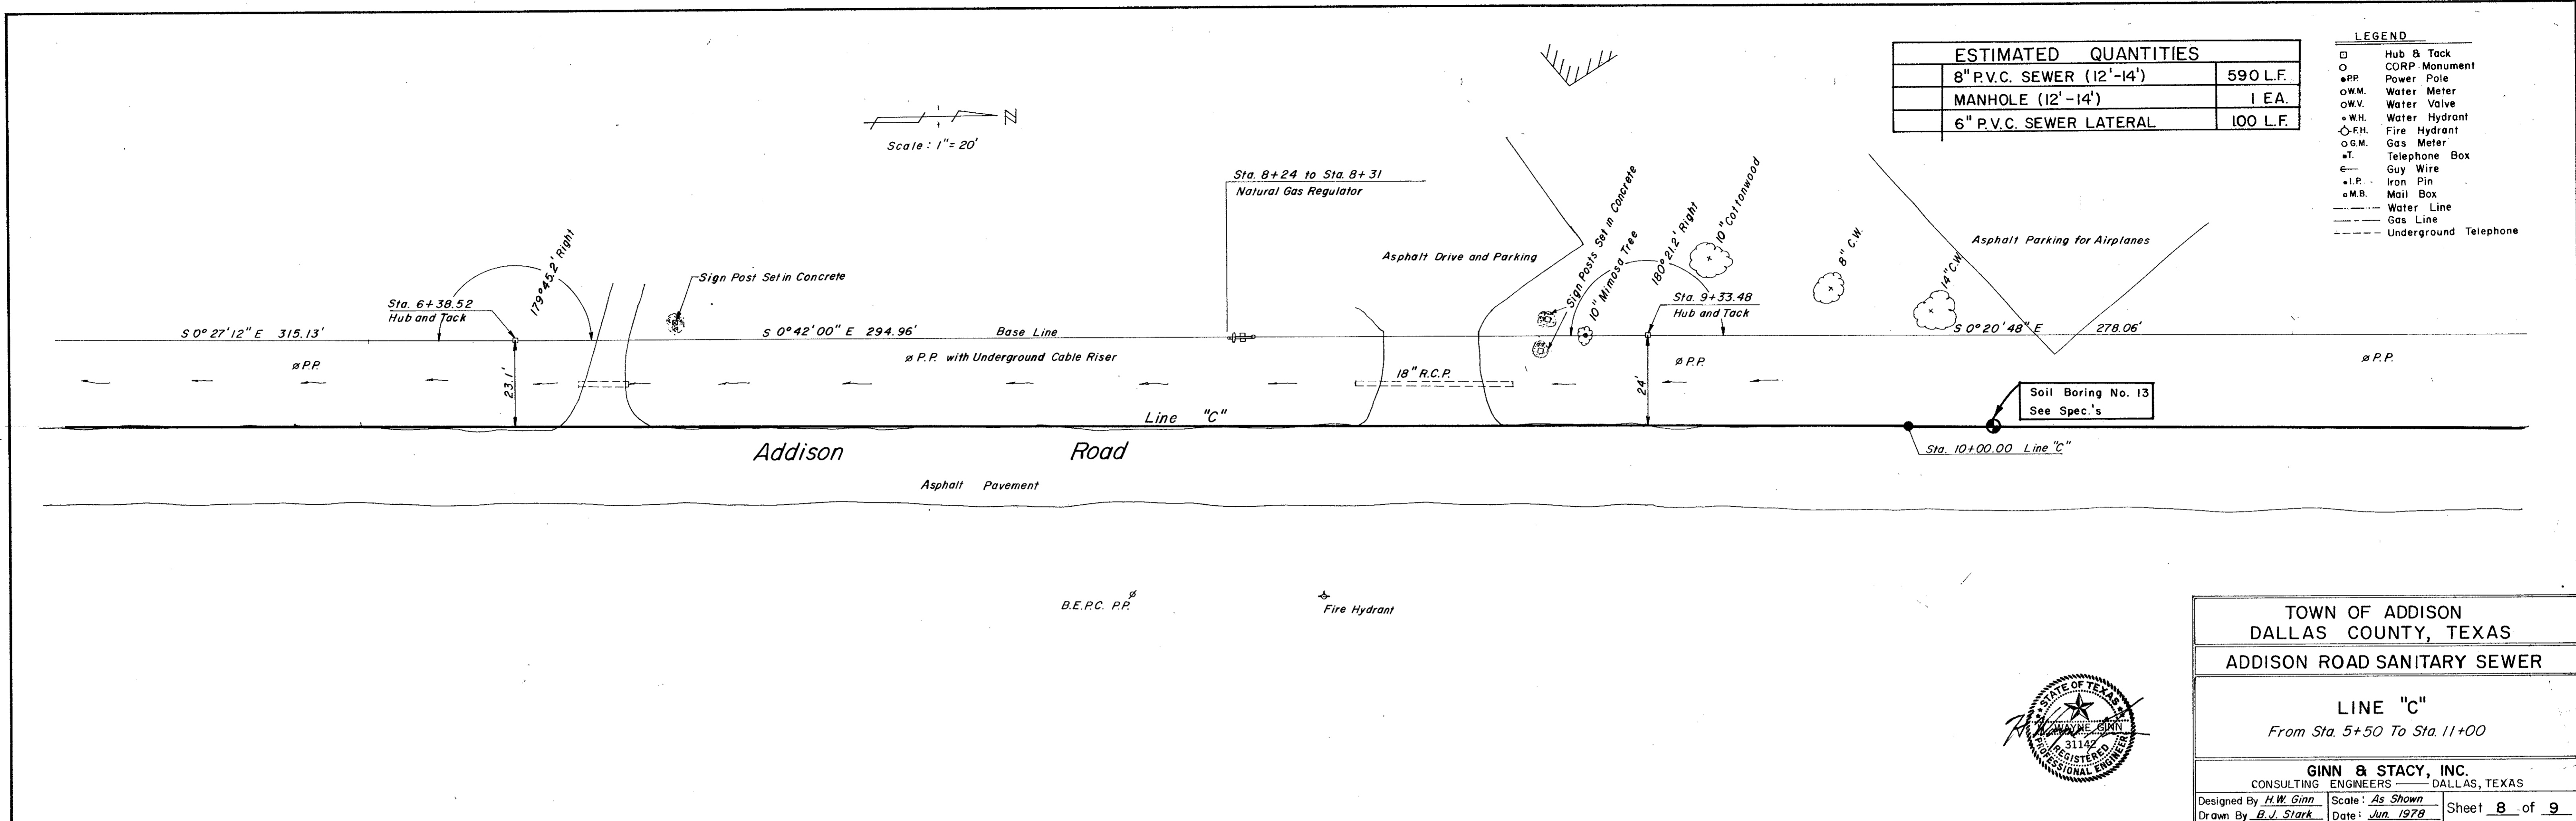 ESTIMATED QUANTITIES
8" P.V.C. SEWER (12'-14') 590 L.F.
MANHOLE (12'-14') 1 EA.
6" P.V.C. SEWER LATERAL 100 L.F.
LEGEND
Hub & Tack
CORP Monument
P.P. Power Pole
W.M. Water Meter
W.V. Water Valve
W.H. Water Hydrant
F.H. Fire Hydrant
G.M. Gas Meter
T. Telephone Box
Guy Wire
I.P. Iron Pin
M.B. Mail Box
Water Line
Gas Line
Underground Telephone
N
Scale: 1"= 20'
Sta. 8+24 to Sta. 8+31
Natural Gas Regulator
Asphalt Drive and Parking
Sign Posts Set in Concrete
10" Mimosa Tree
180°21.2' Right
10" Cottonwood
8" C.W.
14" C.W.
Asphalt Parking for Airplanes
179°45.2' Right
Sign Post Set in Concrete
Sta. 6+38.52
Hub and Tack
Sta. 9+33.48
Hub and Tack
S 0°27'12" E 315.13'
S 0°42'00" E 294.96'
Base Line
S 0°20'48" E 278.06'
P.P.
P.P. with Underground Cable Riser
P.P.
P.P.
23.1'
18" R.C.P.
24'
Soil Boring No. 13
See Spec.'s
Line "C"
Sta. 10+00.00 Line "C"
Addison Road
Asphalt Pavement
B.E.P.C. P.P.
Fire Hydrant
TOWN OF ADDISON
DALLAS COUNTY, TEXAS
ADDISON ROAD SANITARY SEWER
LINE "C"
From Sta. 5+50 To Sta. 11+00
GINN & STACY, INC.
CONSULTING ENGINEERS — DALLAS, TEXAS
Designed By H.W. Ginn
Drawn By B.J. Stark
Scale: As Shown
Date: Jun. 1978
Sheet 8 of 9
STATE OF TEXAS
WAYNE GINN
31142
REGISTERED
PROFESSIONAL ENGINEER